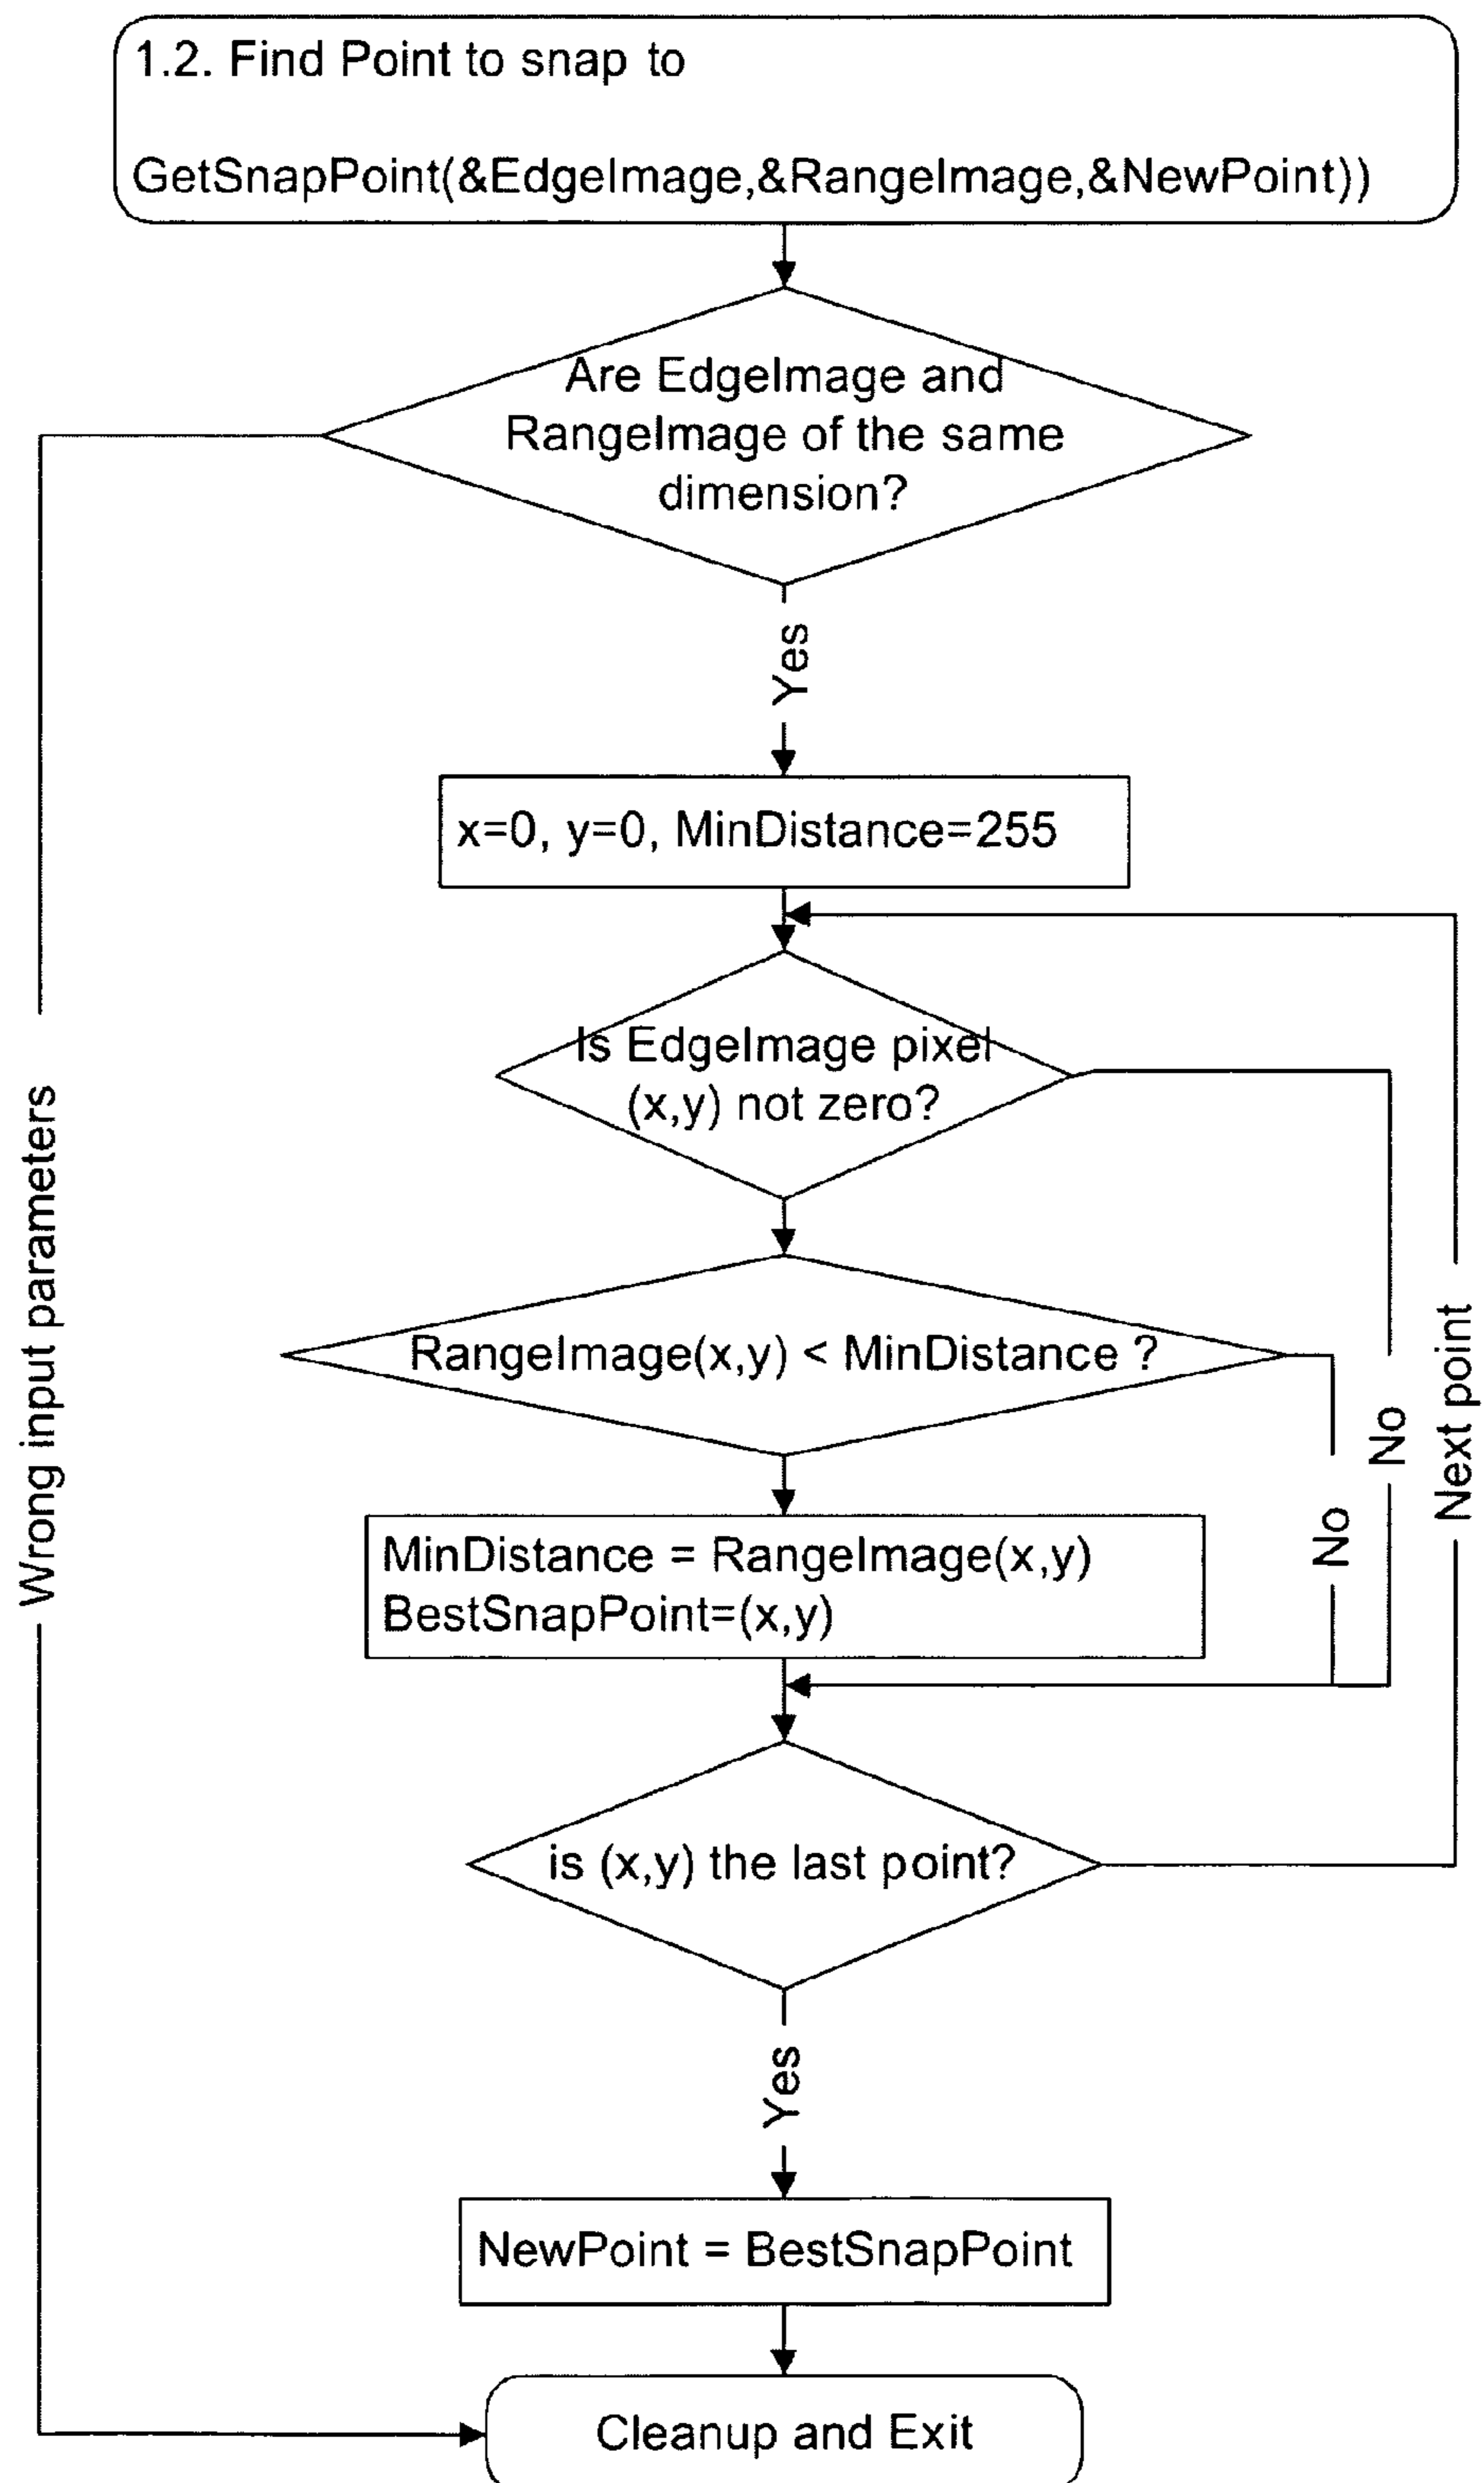 1.2. Find Point to snap to
GetSnapPoint(&EdgeImage,&RangeImage,&NewPoint))
Are EdgeImage and
RangeImage of the same
dimension?
Yes
Wrong input parameters
x=0, y=0, MinDistance=255
Is EdgeImage pixel
(x,y) not zero?
RangeImage(x,y) < MinDistance ?
No
No
Next point
MinDistance = RangeImage(x,y)
BestSnapPoint=(x,y)
is (x,y) the last point?
Yes
NewPoint = BestSnapPoint
Cleanup and Exit